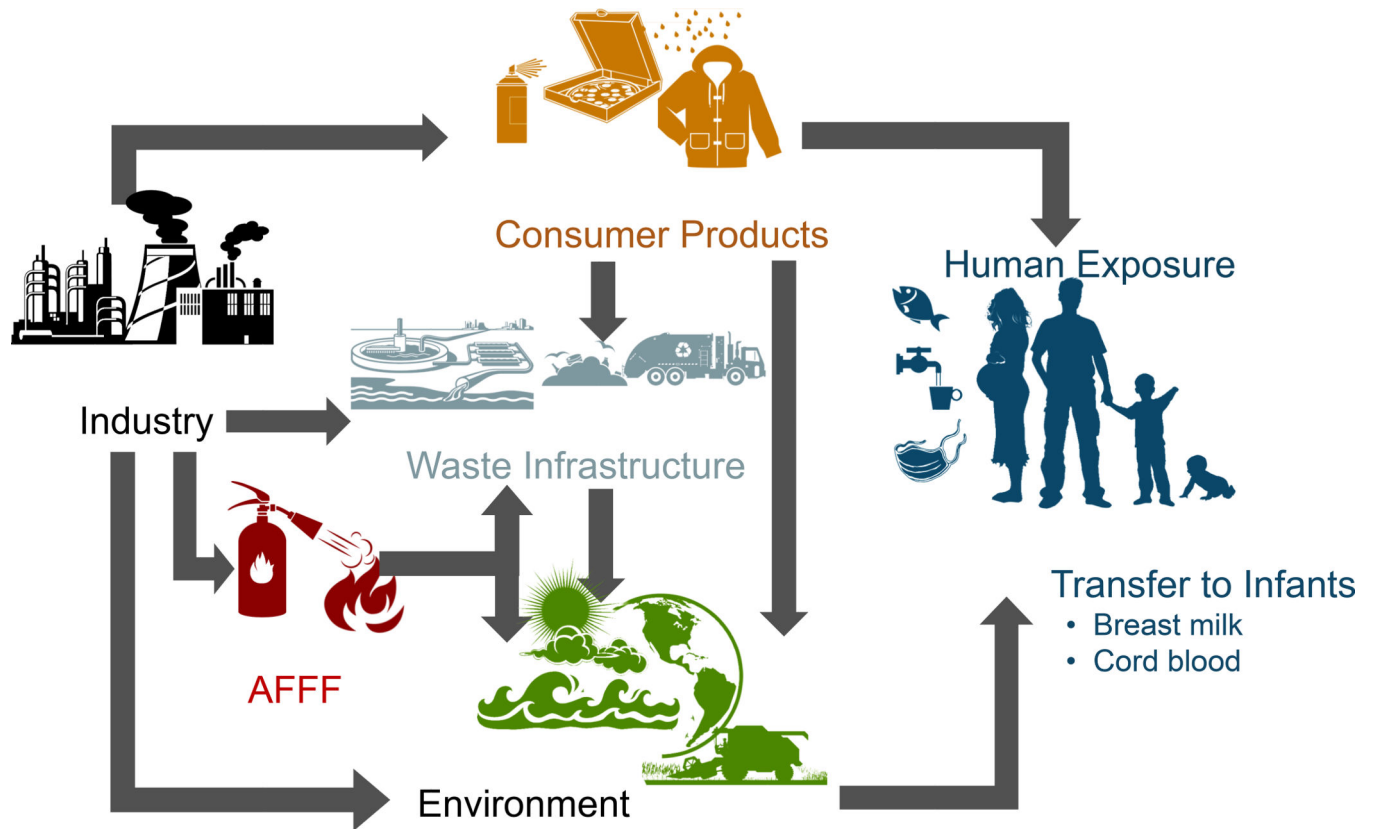 Consumer Products
Human Exposure
Industry
Waste Infrastructure
Transfer to Infants
• Breast milk
• Cord blood
AFFF
Environment